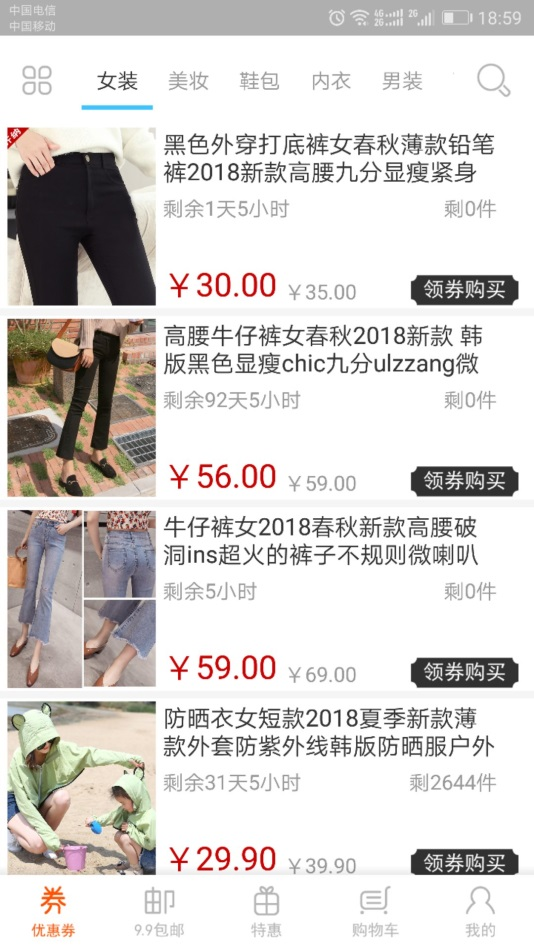 中国电信
中国移动
4G 2G 2G 18:59
女装 美妆 鞋包 内衣 男装
黑色外穿打底裤女春秋薄款铅笔
裤2018新款高腰九分显瘦紧身
剩余1天5小时 剩0件
¥30.00 ¥35.00 领券购买
高腰牛仔裤女春秋2018新款 韩
版黑色显瘦chic九分ulzzang微
剩余92天5小时 剩0件
¥56.00 ¥59.00 领券购买
牛仔裤女2018春秋新款高腰破
洞ins超火的裤子不规则微喇叭
剩余5小时 剩0件
¥59.00 ¥69.00 领券购买
防晒衣女短款2018夏季新款薄
款外套防紫外线韩版防晒服户外
剩余31天5小时 剩2644件
¥29.90 ¥39.90 领券购买
券 邮
优惠券 9.9包邮 特惠 购物车 我的